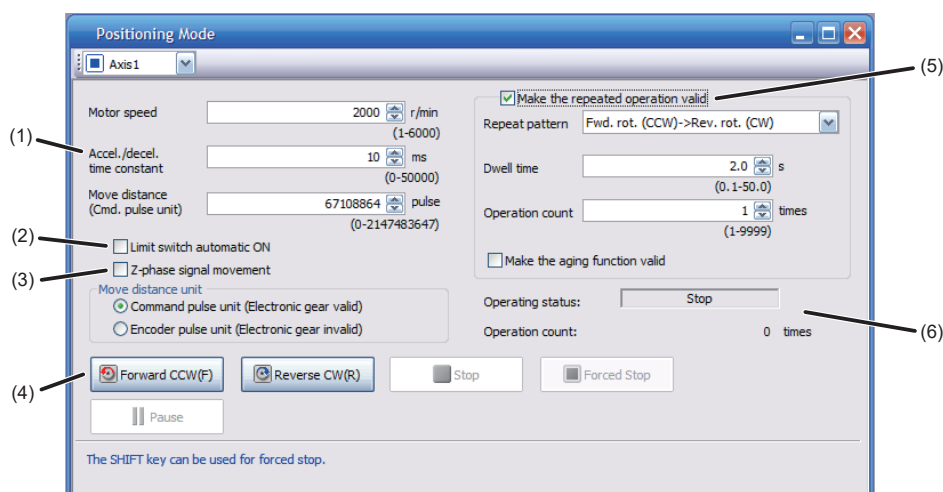 Positioning Mode
Axis1
(1)
Motor speed
2000 r/min
(1-6000)
Accel./decel.
time constant
10 ms
(0-50000)
Move distance
(Cmd. pulse unit)
67108864 pulse
(0-2147483647)
(2)
Limit switch automatic ON
(3)
Z-phase signal movement
Move distance unit
Command pulse unit (Electronic gear valid)
Encoder pulse unit (Electronic gear invalid)
(5)
Make the repeated operation valid
Repeat pattern Fwd. rot. (CCW)->Rev. rot. (CW)
Dwell time 2.0 s
(0.1-50.0)
Operation count 1 times
(1-9999)
Make the aging function valid
Operating status: Stop
Operation count: 0 times
(6)
(4)
Forward CCW(F) Reverse CW(R) Stop Forced Stop
Pause
The SHIFT key can be used for forced stop.